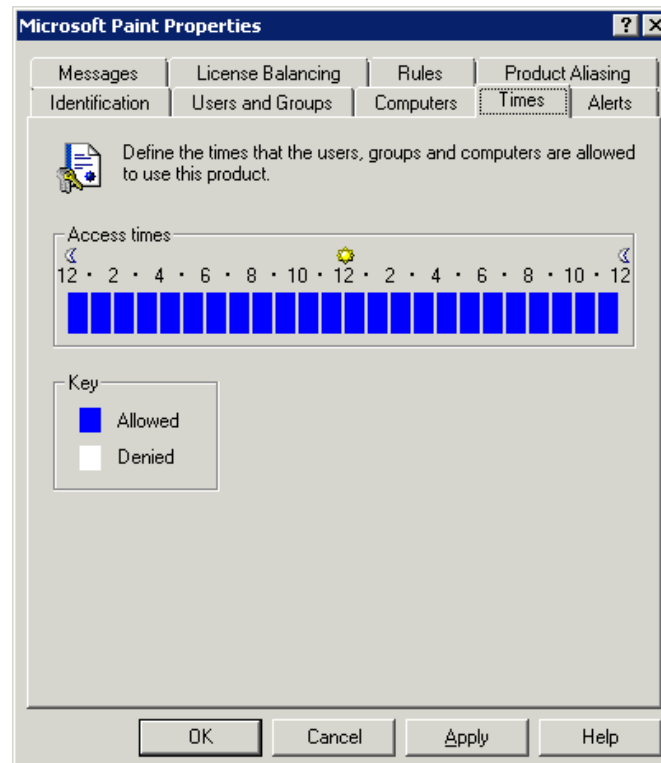 Microsoft Paint Properties
Messages License Balancing Rules Product Aliasing
Identification Users and Groups Computers Times Alerts
Define the times that the users, groups and computers are allowed
to use this product.
Access times
12 · 2 · 4 · 6 · 8 · 10 · 12 · 2 · 4 · 6 · 8 · 10 · 12
Key
Allowed
Denied
OK Cancel Apply Help